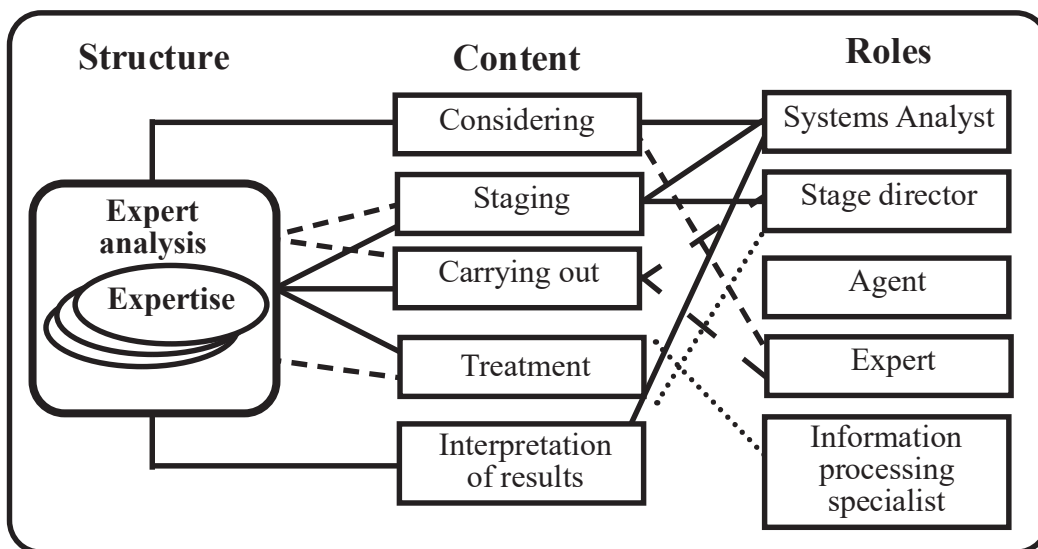 Structure
Content
Roles
Expert
analysis
Expertise
Considering
Staging
Carrying out
Treatment
Interpretation
of results
Systems Analyst
Stage director
Agent
Expert
Information
processing
specialist